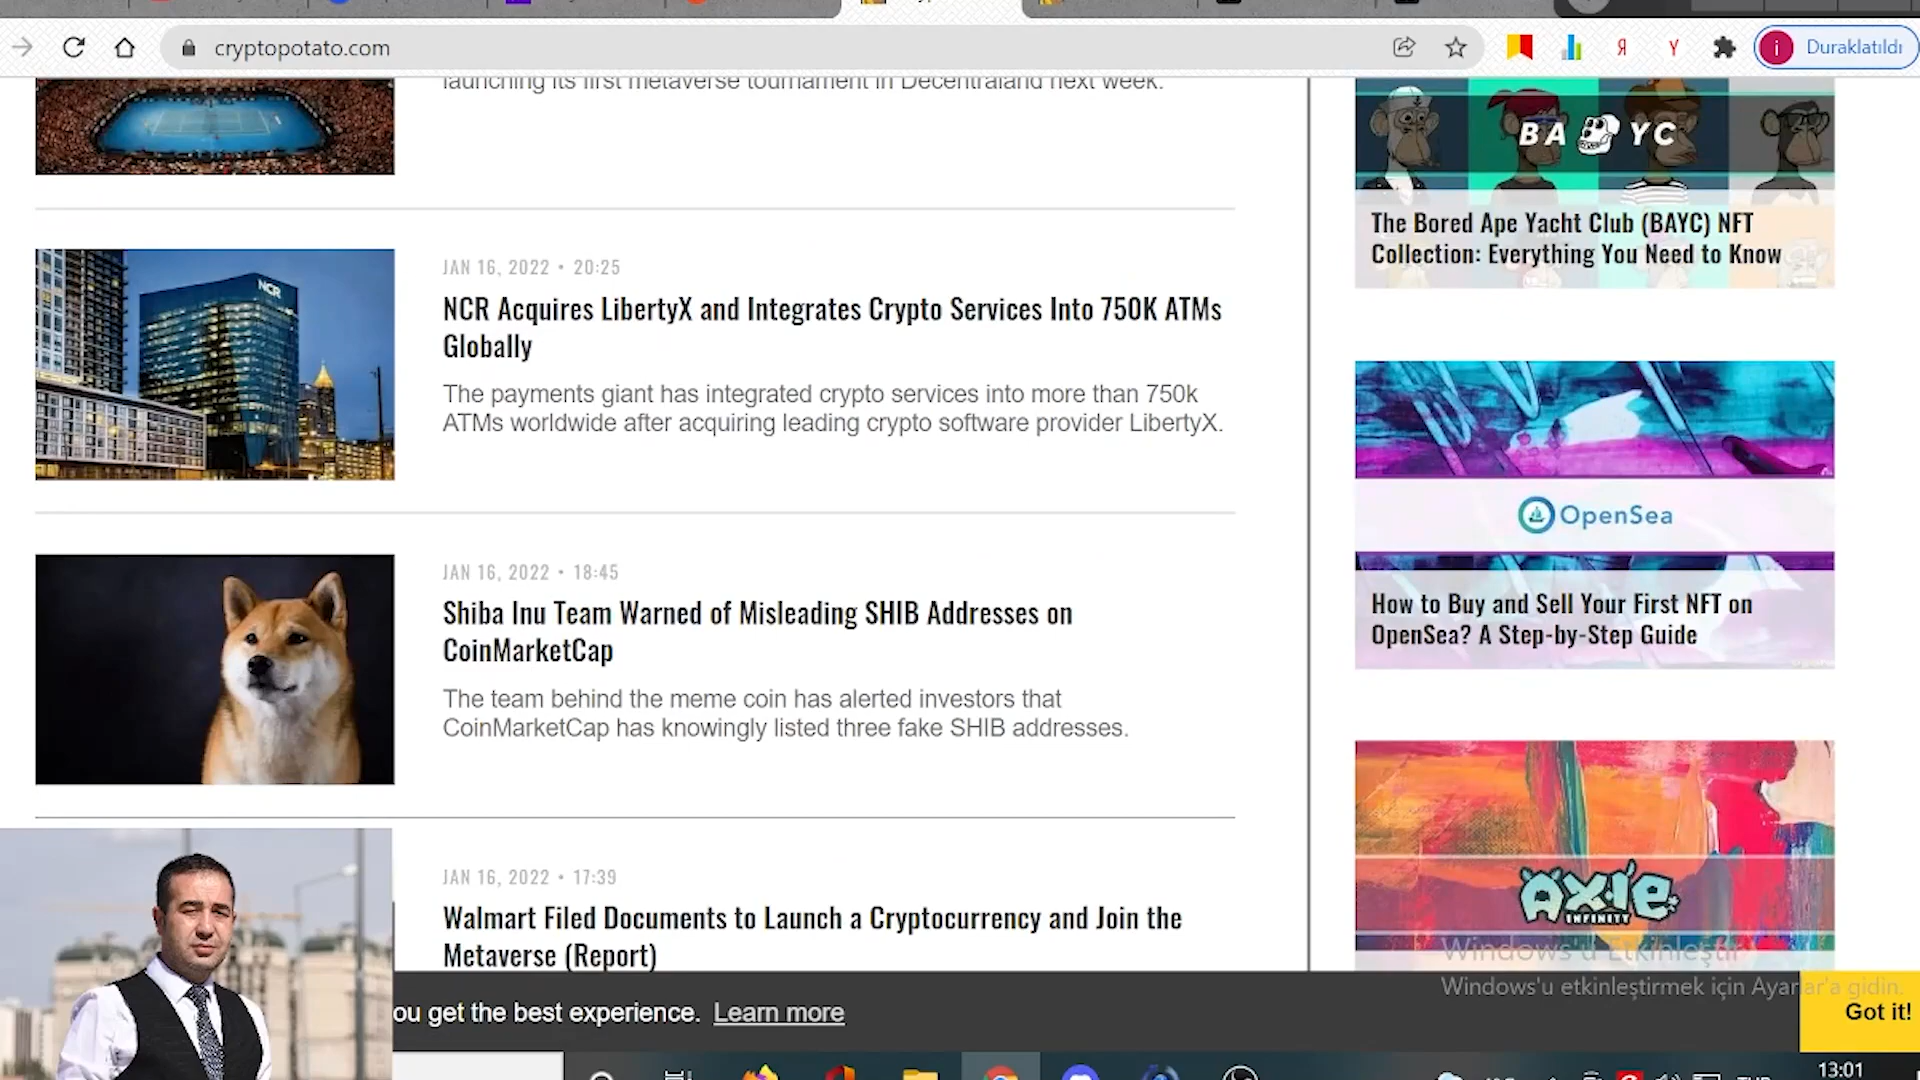 cryptopotato.com
Duraklatıldı
launching its first metaverse tournament in Decentraland next week.
JAN 16, 2022 • 20:25
NCR Acquires LibertyX and Integrates Crypto Services Into 750K ATMs
Globally
The payments giant has integrated crypto services into more than 750k
ATMs worldwide after acquiring leading crypto software provider LibertyX.
NCR
JAN 16, 2022 • 18:45
Shiba Inu Team Warned of Misleading SHIB Addresses on
CoinMarketCap
The team behind the meme coin has alerted investors that
CoinMarketCap has knowingly listed three fake SHIB addresses.
JAN 16, 2022 • 17:39
Walmart Filed Documents to Launch a Cryptocurrency and Join the
Metaverse (Report)
BAYC
The Bored Ape Yacht Club (BAYC) NFT
Collection: Everything You Need to Know
OpenSea
How to Buy and Sell Your First NFT on
OpenSea? A Step-by-Step Guide
AXIE
INFINITY
Windows'u Etkinleştir
Windows'u etkinleştirmek için Ayarlar'a gidin.
ou get the best experience. Learn more
Got it!
13:01